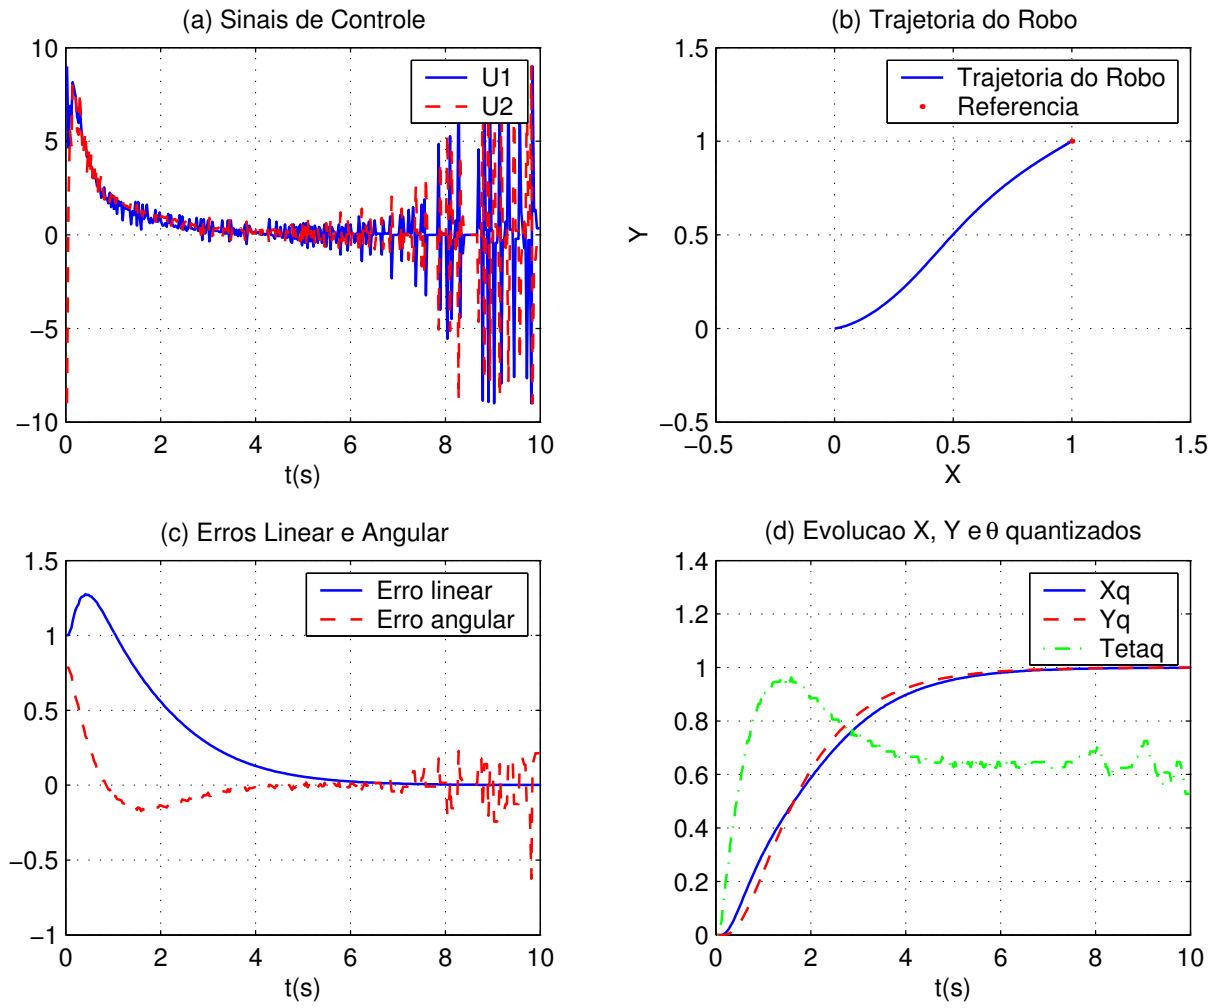 (a) Sinais de Controle
10
5
0
−5
−10
0 2 4 6 8 10
t(s)
U1
U2
(b) Trajetoria do Robo
1.5
1
0.5
0
−0.5
−0.5 0 0.5 1 1.5
X
Y
Trajetoria do Robo
Referencia
(c) Erros Linear e Angular
1.5
1
0.5
0
−0.5
−1
0 2 4 6 8 10
t(s)
Erro linear
Erro angular
(d) Evolucao X, Y e θ quantizados
1.4
1.2
1
0.8
0.6
0.4
0.2
0
0 2 4 6 8 10
t(s)
Xq
Yq
Tetaq